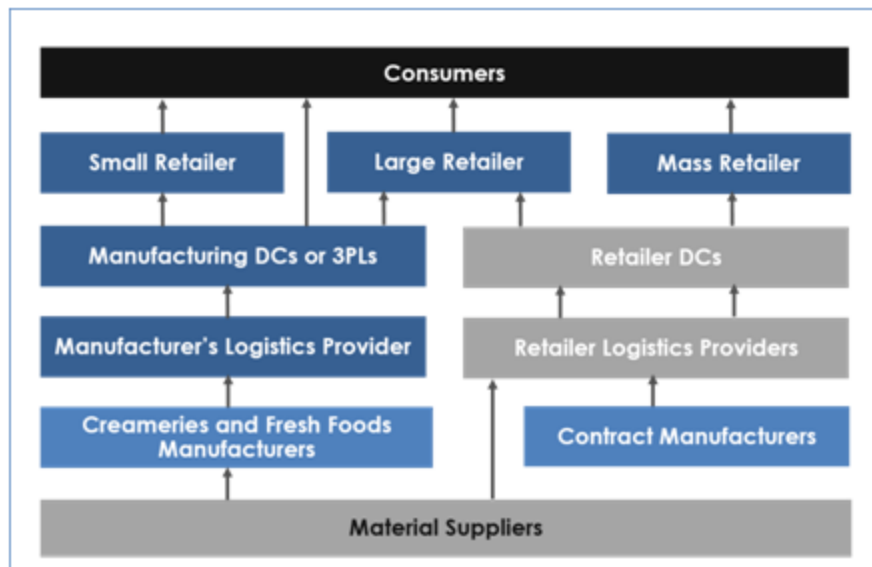 Consumers
Small Retailer
Large Retailer
Mass Retailer
Manufacturing DCs or 3PLs
Retailer DCs
Manufacturer’s Logistics Provider
Retailer Logistics Providers
Creameries and Fresh Foods
Manufacturers
Contract Manufacturers
Material Suppliers